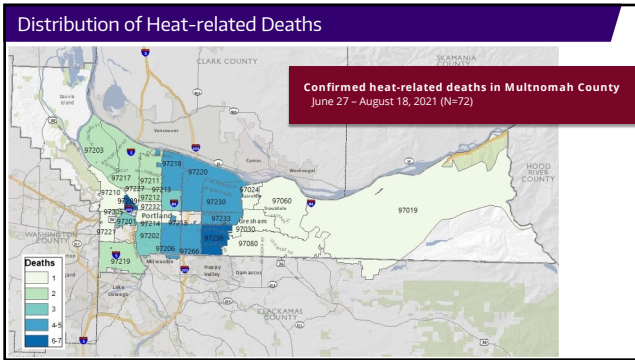 Distribution of Heat-related Deaths
Confirmed heat-related deaths in Multnomah County
June 27 – August 18, 2021 (N=72)
CLARK COUNTY
SKAMANIA
COUNTY
HOOD
RIVER
COUNTY
WASHINGTON
COUNTY
CLACKAMAS
COUNTY
Sauvie
Island
Vancouver
Camas
Washougal
97203
97217
97211
97218
97220
97210
97227
97212
97213
97209
97232
97205
97201
Portland
97214
97215
97221
97202
97206
97266
97219
97230
97233
97236
97024
Fairview
97060
Troutdale
Gresham
97030
97080
97019
Milwaukie
Happy
Valley
Damascus
Lake
Oswego
Deaths
1
2
3
4-5
6-7